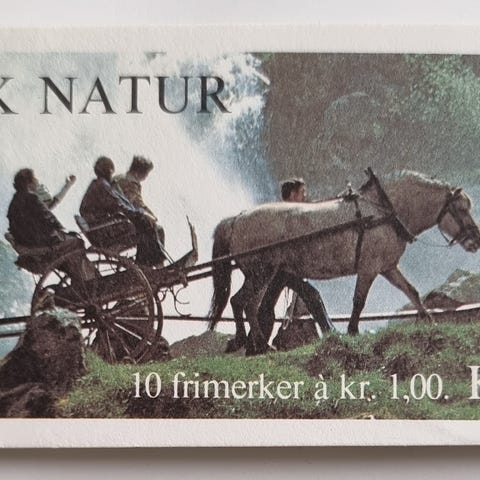 K NATUR
10 frimerker à kr. 1,00. K